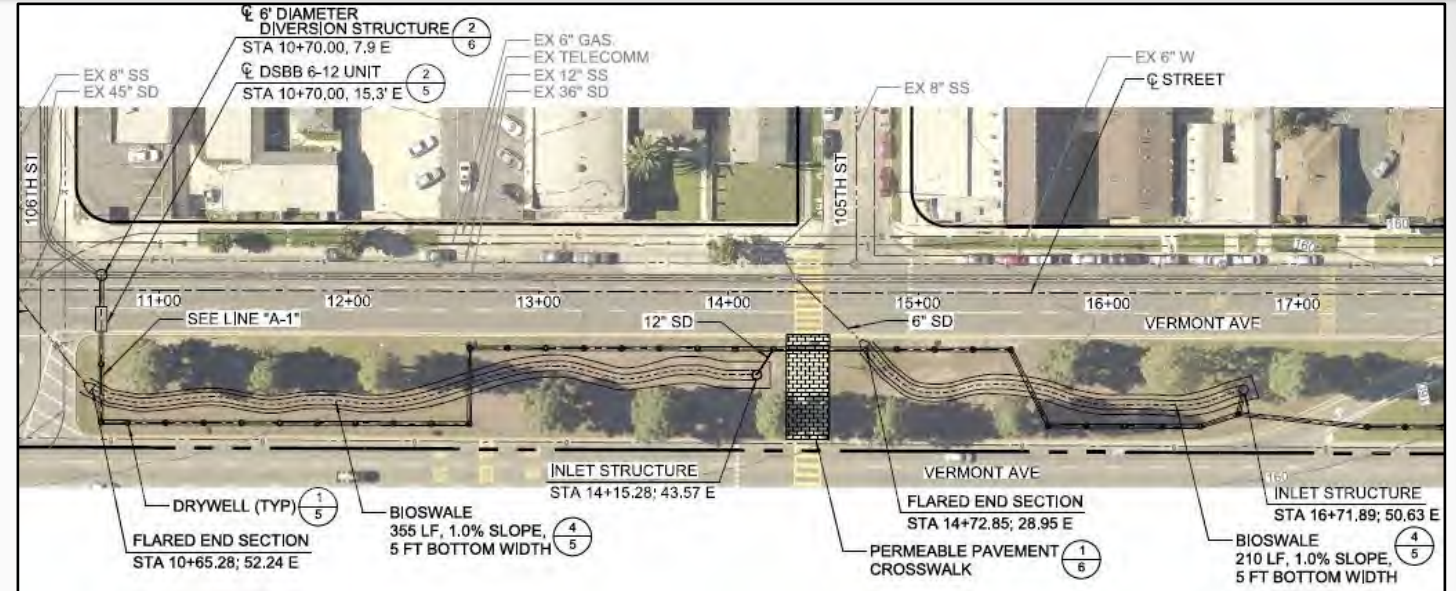 ℄ 6' DIAMETER
DIVERSION STRUCTURE
STA 10+70.00, 7.9 E
2
6
℄ DSBB 6-12 UNIT
STA 10+70.00, 15.3' E
2
5
EX 8" SS
EX 45" SD
EX 6" GAS
EX TELECOMM
EX 12" SS
EX 36" SD
EX 8" SS
EX 6" W
℄ STREET
106TH ST
105TH ST
160
160
11+00
12+00
13+00
14+00
15+00
16+00
17+00
SEE LINE "A-1"
12" SD
6" SD
VERMONT AVE
160
VERMONT AVE
160
DRYWELL (TYP)
1
5
FLARED END SECTION
STA 10+65.28; 52.24 E
BIOSWALE
355 LF, 1.0% SLOPE,
5 FT BOTTOM WIDTH
4
5
INLET STRUCTURE
STA 14+15.28; 43.57 E
FLARED END SECTION
STA 14+72.85; 28.95 E
PERMEABLE PAVEMENT
CROSSWALK
1
6
INLET STRUCTURE
STA 16+71.89; 50.63 E
BIOSWALE
210 LF, 1.0% SLOPE,
5 FT BOTTOM WIDTH
4
5